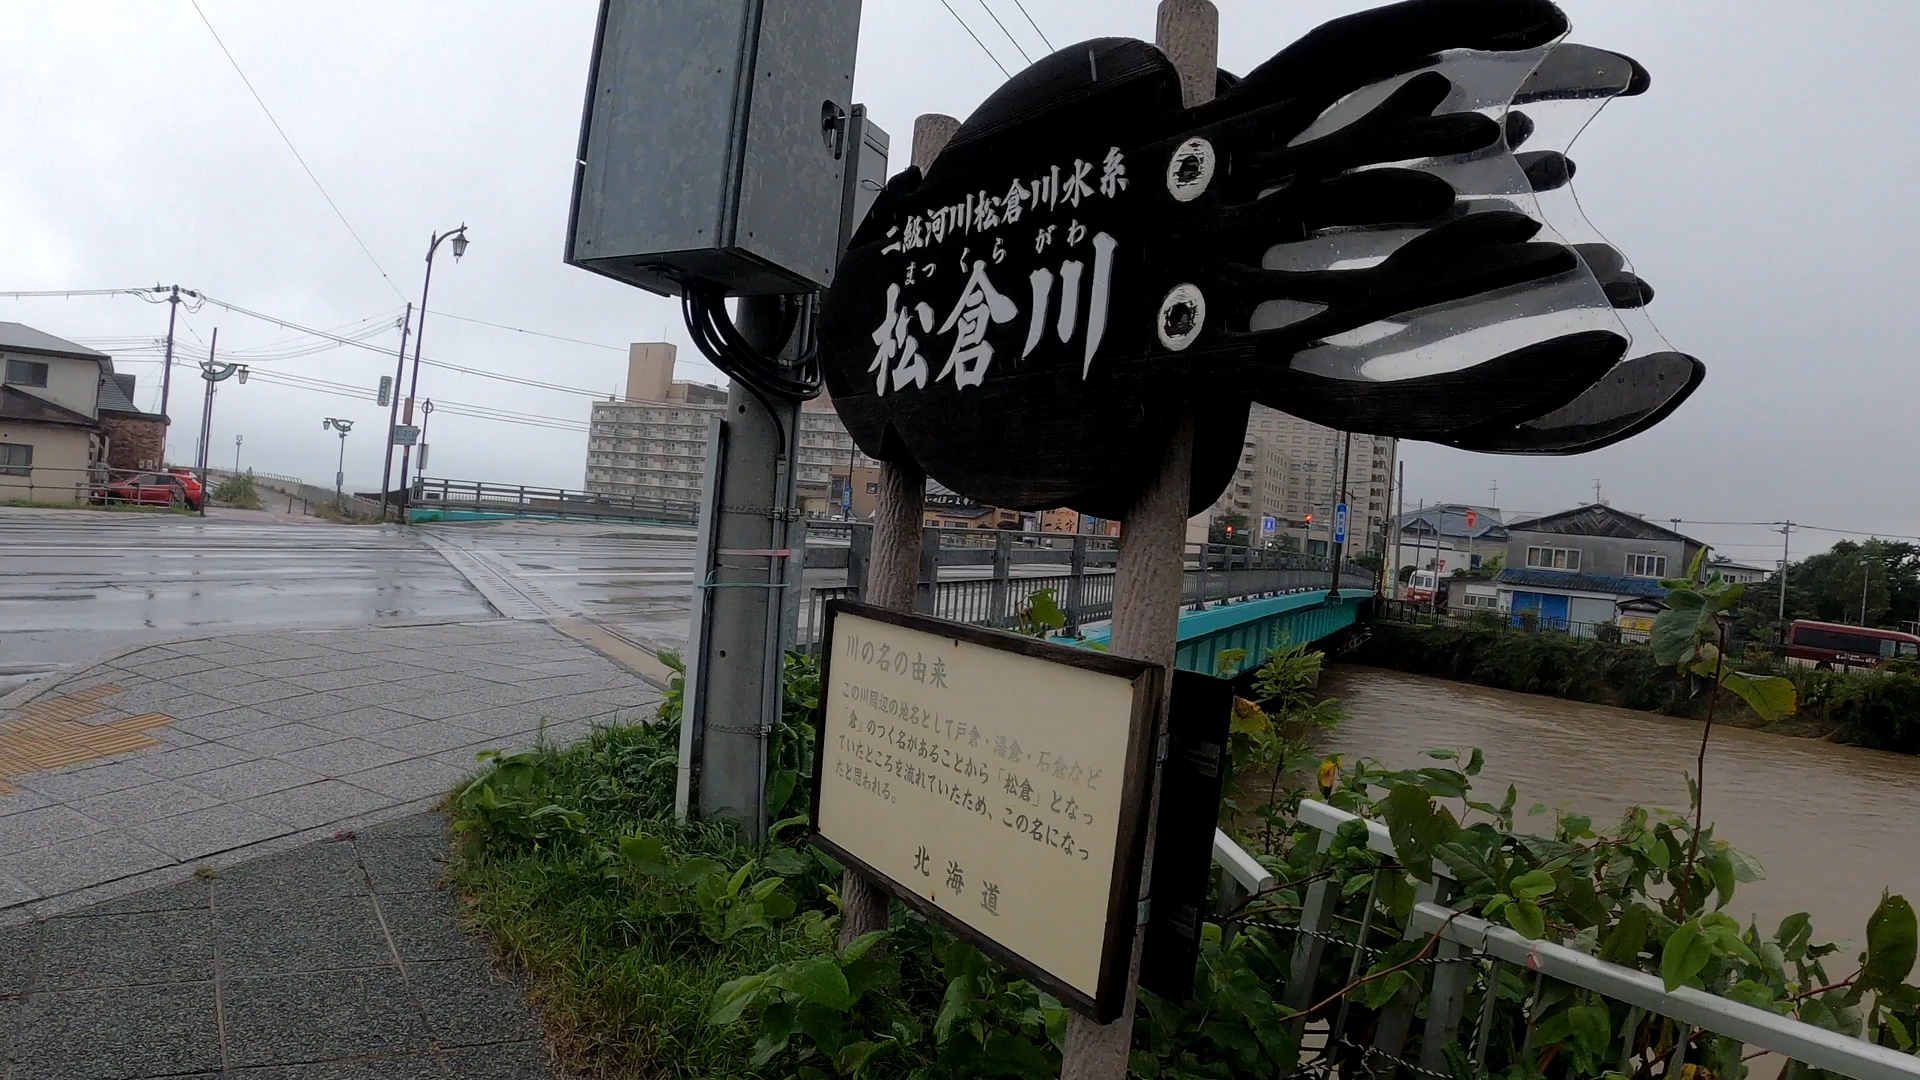 二級河川松倉川水系
まつくらがわ
松倉川
川の名の由来
この川周辺の地名として戸倉・湯倉・石倉など
「倉」のつく名があることから「松倉」となっ
ていたところを流れていたため、この名になっ
たと思われる。
北海道